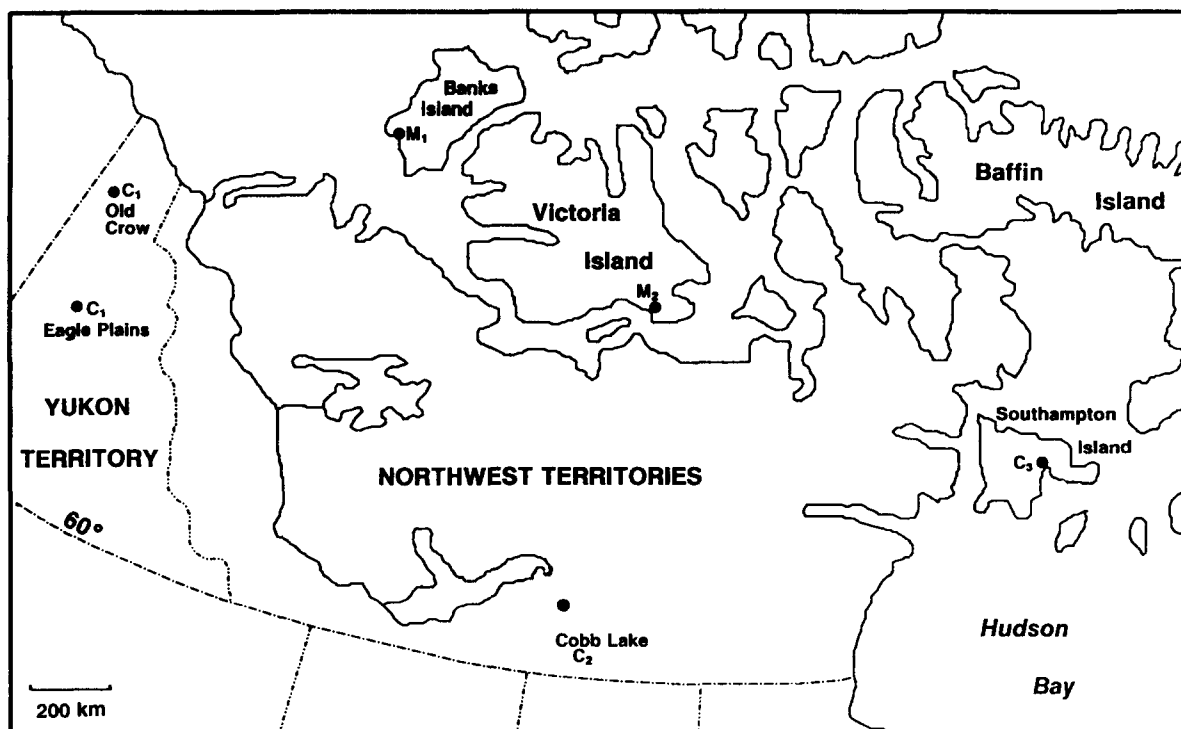 Banks
Island
M₁
C₁
Old
Crow
Baffin
Island
Victoria
Island
M₂
C₁
Eagle Plains
YUKON
TERRITORY
Southampton
Island
C₃
NORTHWEST TERRITORIES
60°
Cobb Lake
C₂
Hudson
Bay
200 km